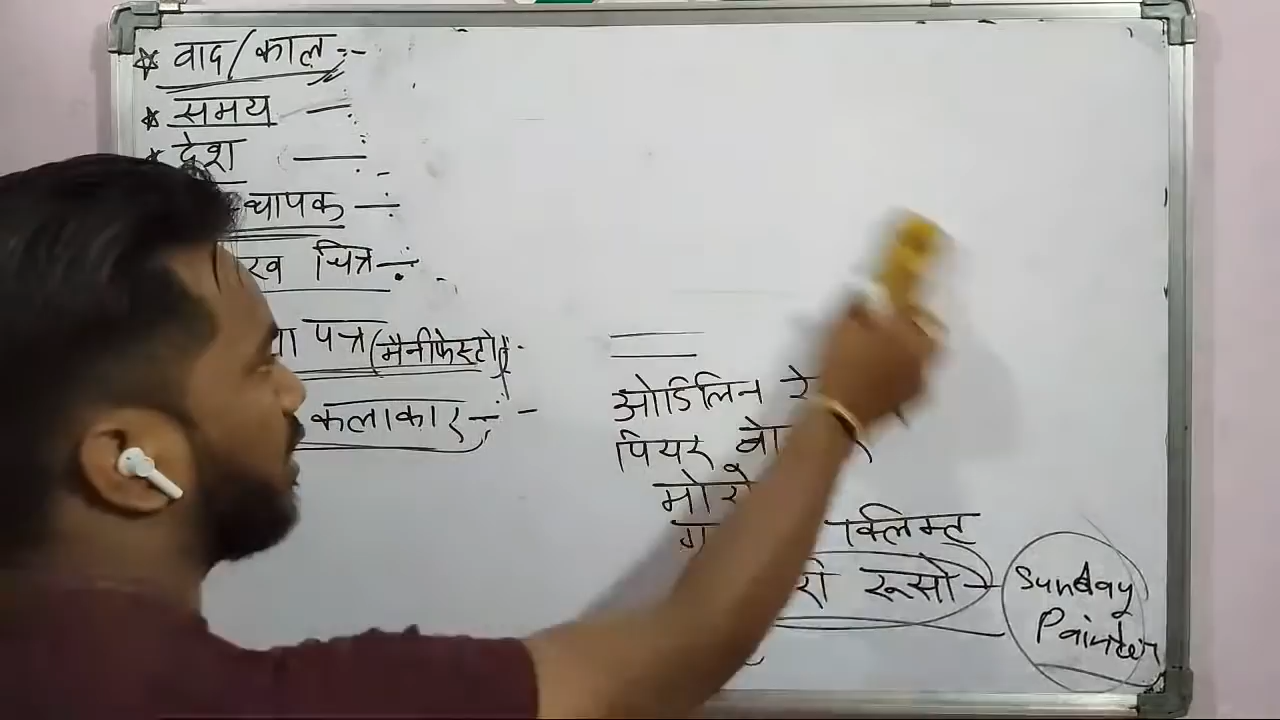 * वाद/काल :-
* समय —
* देश —
थापक —:
चित्र —:
पत्र (मैनीफेस्टो) :-
कलाकार :- -
ओडिलिन
पियर
क्लिम्ट
रूसो — Sunday
Painter